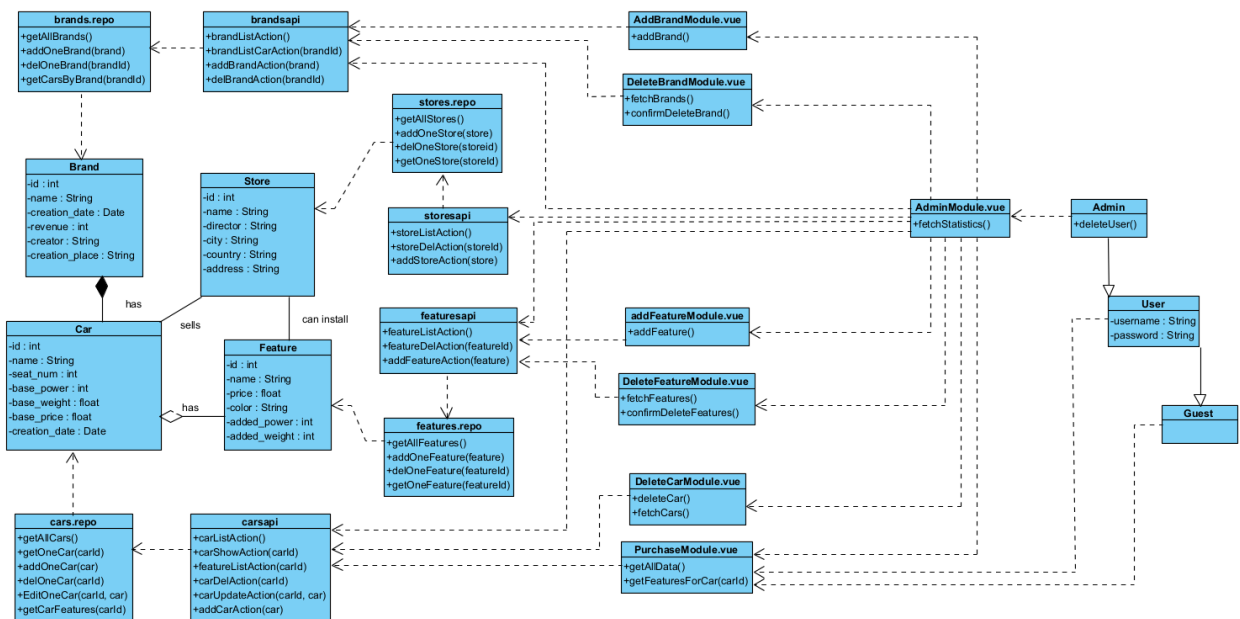 brands.repo
+getAllBrands()
+addOneBrand(brand)
+delOneBrand(brandId)
+getCarsByBrand(brandId)
brandsapi
+brandListAction()
+brandListCarAction(brandId)
+addBrandAction(brand)
+delBrandAction(brandId)
AddBrandModule.vue
+addBrand()
DeleteBrandModule.vue
+fetchBrands()
+confirmDeleteBrand()
stores.repo
+getAllStores()
+addOneStore(store)
+delOneStore(storeid)
+getOneStore(storeId)
Brand
-id : int
-name : String
-creation_date : Date
-revenue : int
-creator : String
-creation_place : String
Store
-id : int
-name : String
-director : String
-city : String
-country : String
-address : String
storesapi
+storeListAction()
+storeDelAction(storeId)
+addStoreAction(store)
AdminModule.vue
+fetchStatistics()
Admin
+deleteUser()
has
sells
can install
User
-username : String
-password : String
Car
-id : int
-name : String
-seat_num : int
-base_power : int
-base_weight : float
-base_price : float
-creation_date : Date
has
Feature
-id : int
-name : String
-price : float
-color : String
-added_power : int
-added_weight : int
featuresapi
+featureListAction()
+featureDelAction(featureId)
+addFeatureAction(feature)
addFeatureModule.vue
+addFeature()
DeleteFeatureModule.vue
+fetchFeatures()
+confirmDeleteFeatures()
Guest
features.repo
+getAllFeatures()
+addOneFeature(feature)
+delOneFeature(featureId)
+getOneFeature(featureId)
DeleteCarModule.vue
+deleteCar()
+fetchCars()
cars.repo
+getAllCars()
+getOneCar(carId)
+addOneCar(car)
+delOneCar(carId)
+EditOneCar(carId, car)
+getCarFeatures(carId)
carsapi
+carListAction()
+carShowAction(carId)
+featureListAction(carId)
+carDelAction(carId)
+carUpdateAction(carId, car)
+addCarAction(car)
PurchaseModule.vue
+getAllData()
+getFeaturesForCar(carId)